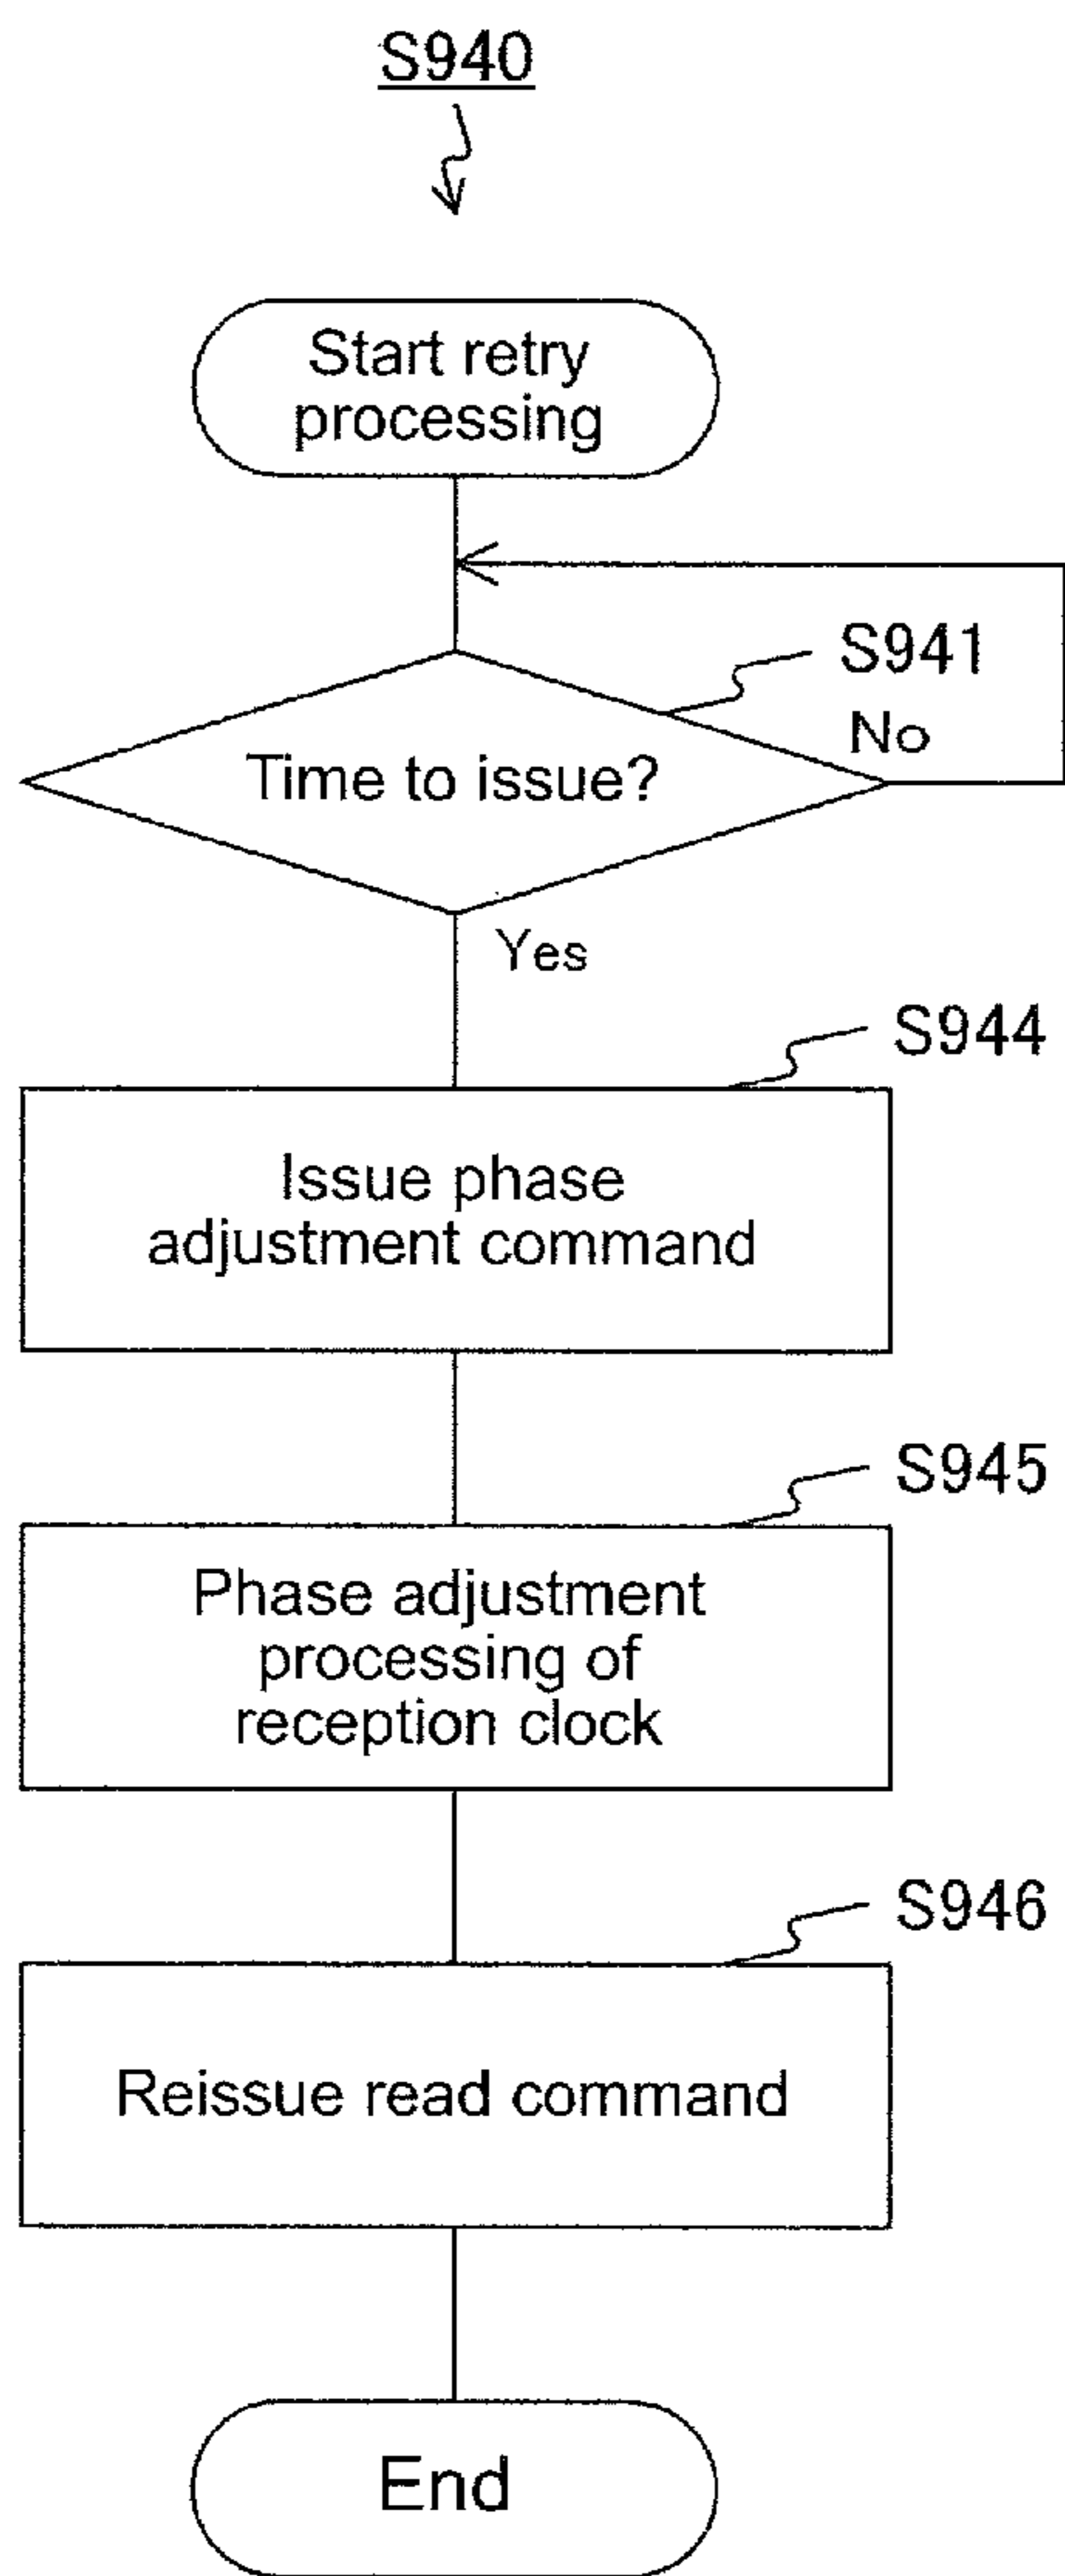 S940
Start retry
processing
S941
No
Time to issue?
Yes
S944
Issue phase
adjustment command
S945
Phase adjustment
processing of
reception clock
S946
Reissue read command
End